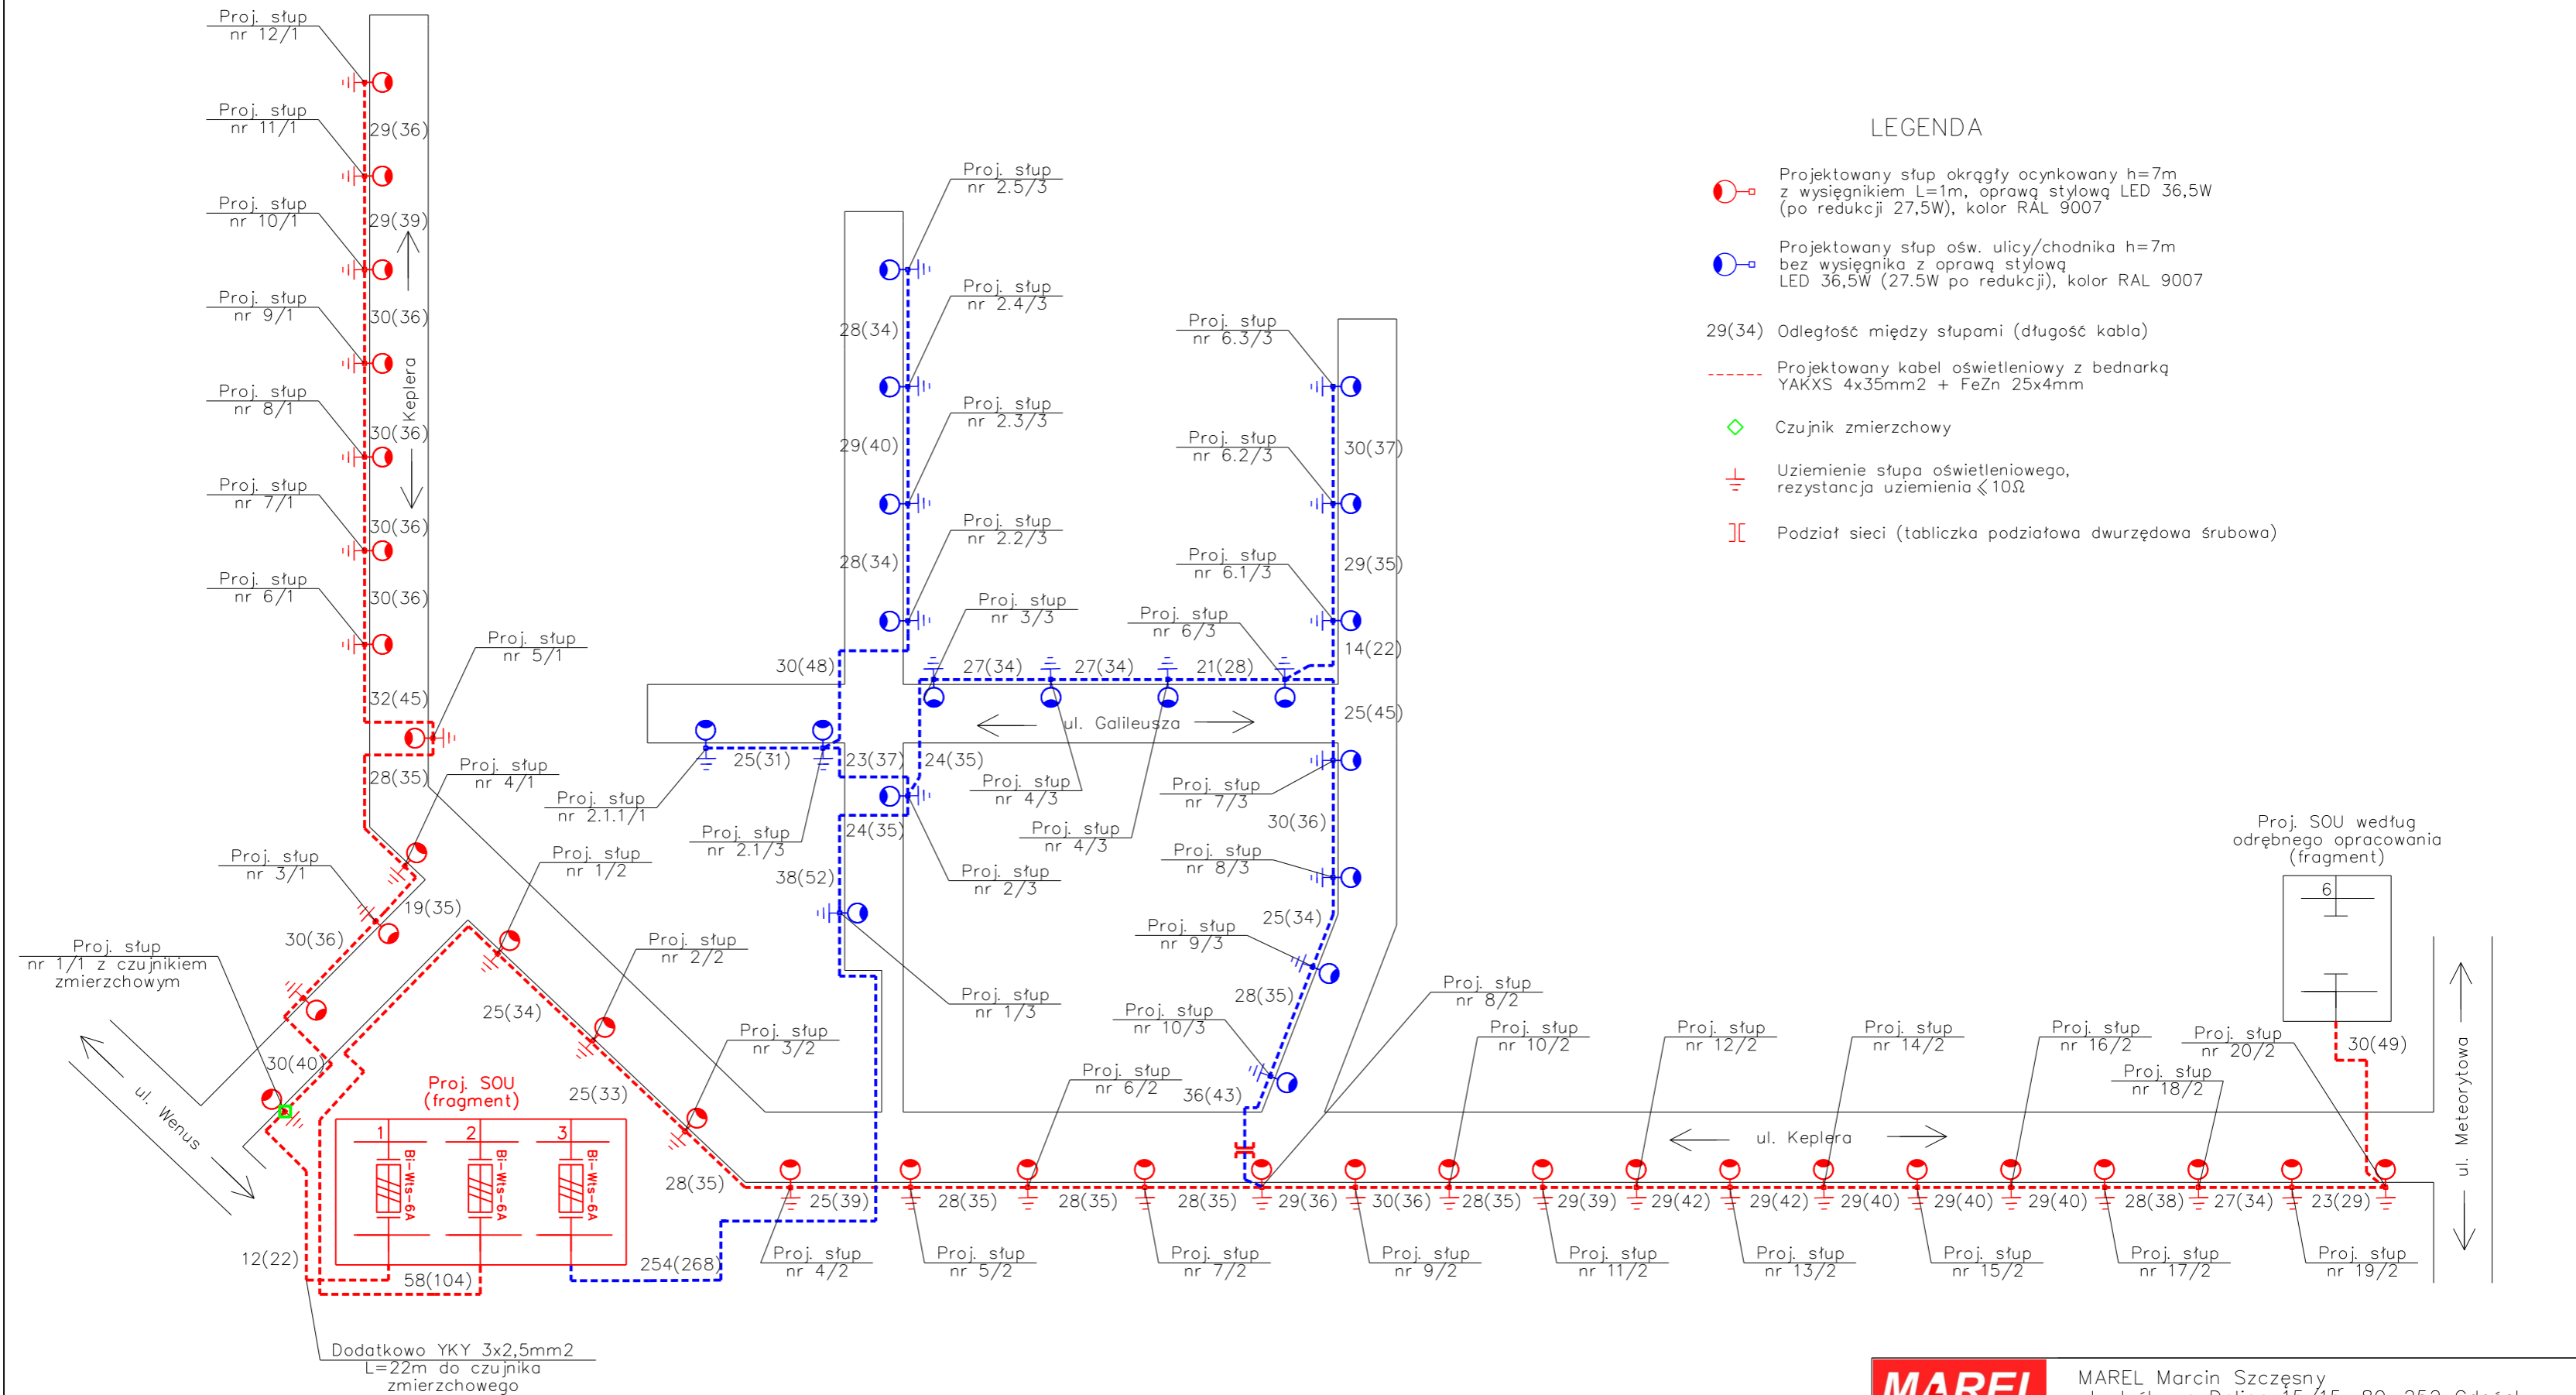 Proj. słup
nr 12/1
Proj. słup
nr 11/1
Proj. słup
nr 10/1
Proj. słup
nr 9/1
Proj. słup
nr 8/1
Proj. słup
nr 7/1
Proj. słup
nr 6/1
29(36)
29(39)
30(36)
Keplera
30(36)
30(36)
30(36)
32(45)
Proj. słup
nr 5/1
28(35)
Proj. słup
nr 4/1
Proj. słup
nr 3/1
19(35)
30(36)
Proj. słup
nr 1/1 z czujnikiem
zmierzchowym
30(40)
ul. Wenus
12(22)
Dodatkowo YKY 3x2,5mm2
L=22m do czujnika
zmierzchowego
Proj. SOU
(fragment)
1
2
3
Bi-Wts-6A
Bi-Wts-6A
Bi-Wts-6A
58(104)
254(268)
Proj. słup
nr 1/2
Proj. słup
nr 2/2
Proj. słup
nr 3/2
25(34)
25(33)
28(35)
Proj. słup
nr 2.5/3
Proj. słup
nr 2.4/3
Proj. słup
nr 2.3/3
Proj. słup
nr 2.2/3
28(34)
29(40)
28(34)
30(48)
Proj. słup
nr 3/3
27(34)
27(34)
21(28)
Proj. słup
nr 6/3
ul. Galileusza
25(31)
23(37)
24(35)
Proj. słup
nr 2.1.1/1
Proj. słup
nr 2.1/3
Proj. słup
nr 4/3
Proj. słup
nr 4/3
24(35)
Proj. słup
nr 2/3
38(52)
Proj. słup
nr 1/3
Proj. słup
nr 6.3/3
Proj. słup
nr 6.2/3
Proj. słup
nr 6.1/3
30(37)
29(35)
14(22)
25(45)
Proj. słup
nr 7/3
30(36)
Proj. słup
nr 8/3
25(34)
Proj. słup
nr 9/3
28(35)
Proj. słup
nr 10/3
36(43)
Proj. słup
nr 6/2
Proj. słup
nr 8/2
Proj. słup
nr 10/2
Proj. słup
nr 12/2
Proj. słup
nr 14/2
Proj. słup
nr 16/2
Proj. słup
nr 18/2
Proj. słup
nr 20/2
ul. Keplera
25(39)
28(35)
28(35)
28(35)
29(36)
30(36)
28(35)
29(39)
29(42)
29(42)
29(40)
29(40)
29(40)
28(38)
27(34)
23(29)
Proj. słup
nr 4/2
Proj. słup
nr 5/2
Proj. słup
nr 7/2
Proj. słup
nr 9/2
Proj. słup
nr 11/2
Proj. słup
nr 13/2
Proj. słup
nr 15/2
Proj. słup
nr 17/2
Proj. słup
nr 19/2
Proj. SOU według
odrębnego opracowania
(fragment)
6
30(49)
ul. Meteorytowa
LEGENDA
Projektowany słup okrągły ocynkowany h=7m
z wysięgnikiem L=1m, oprawą stylową LED 36,5W
(po redukcji 27,5W), kolor RAL 9007
Projektowany słup ośw. ulicy/chodnika h=7m
bez wysięgnika z oprawą stylową
LED 36,5W (27.5W po redukcji), kolor RAL 9007
29(34) Odległość między słupami (długość kabla)
Projektowany kabel oświetleniowy z bednarką
YAKXS 4x35mm2 + FeZn 25x4mm
Czujnik zmierzchowy
Uziemienie słupa oświetleniowego,
rezystancja uziemienia ⩽10Ω
Podział sieci (tabliczka podziałowa dwurzędowa śrubowa)
MAREL
MAREL Marcin Szczęsny